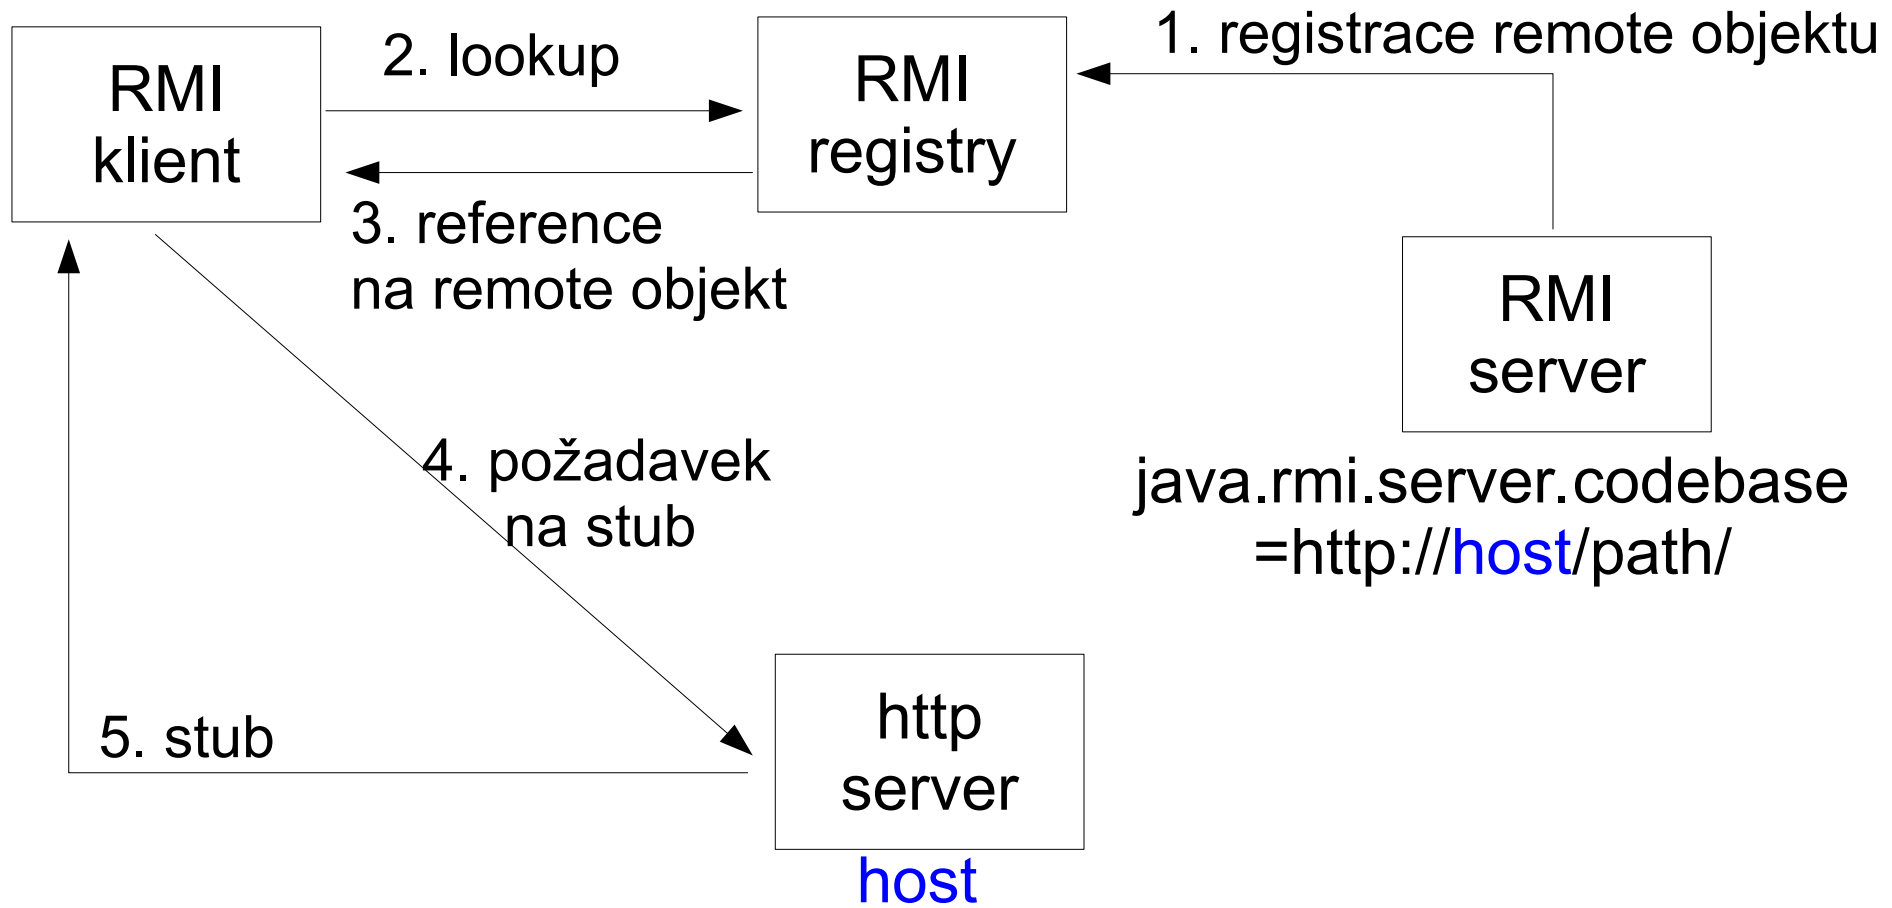 1. registrace remote objektu
RMI
klient
2. lookup
RMI
registry
3. reference
na remote objekt
RMI
server
java.rmi.server.codebase
=http://host/path/
4. požadavek
na stub
5. stub
http
server
host